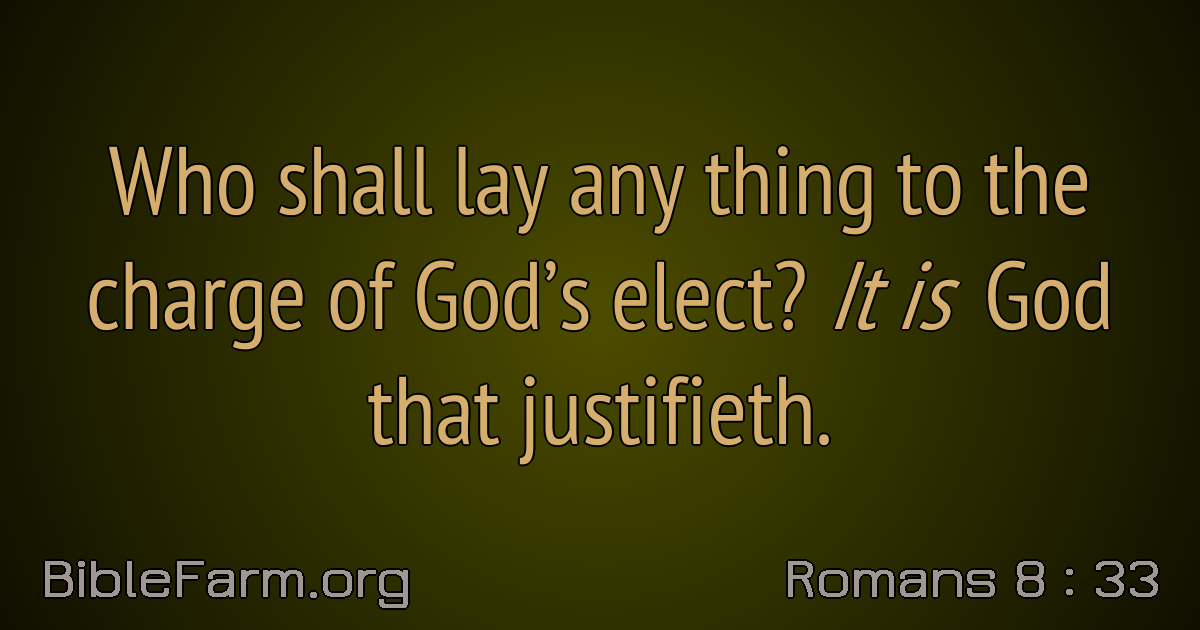 Who shall lay any thing to the
charge of God’s elect? It is God
that justifieth.
BibleFarm.org
Romans 8 : 33